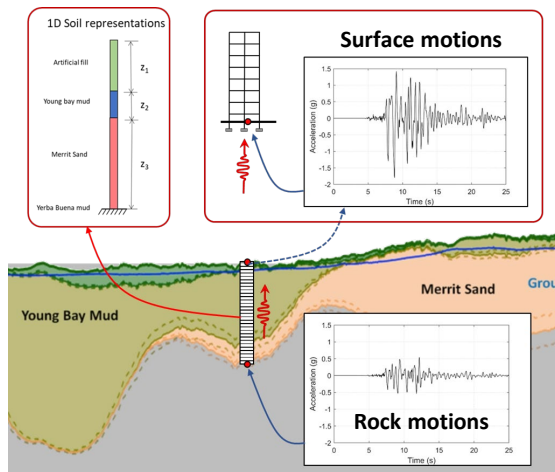 1D Soil representations
Artificial fill
z1
Young bay mud
z2
Merrit Sand
z3
Yerba Buena mud
Surface motions
Acceleration (g)
1.5
1
0.5
0
-0.5
-1
-1.5
-2
0 5 10 15 20 25
Time (s)
Young Bay Mud
Merrit Sand
Grou
Acceleration (g)
1.5
1
0.5
0
-0.5
-1
-1.5
-2
0 5 10 15 20 25
Time (s)
Rock motions